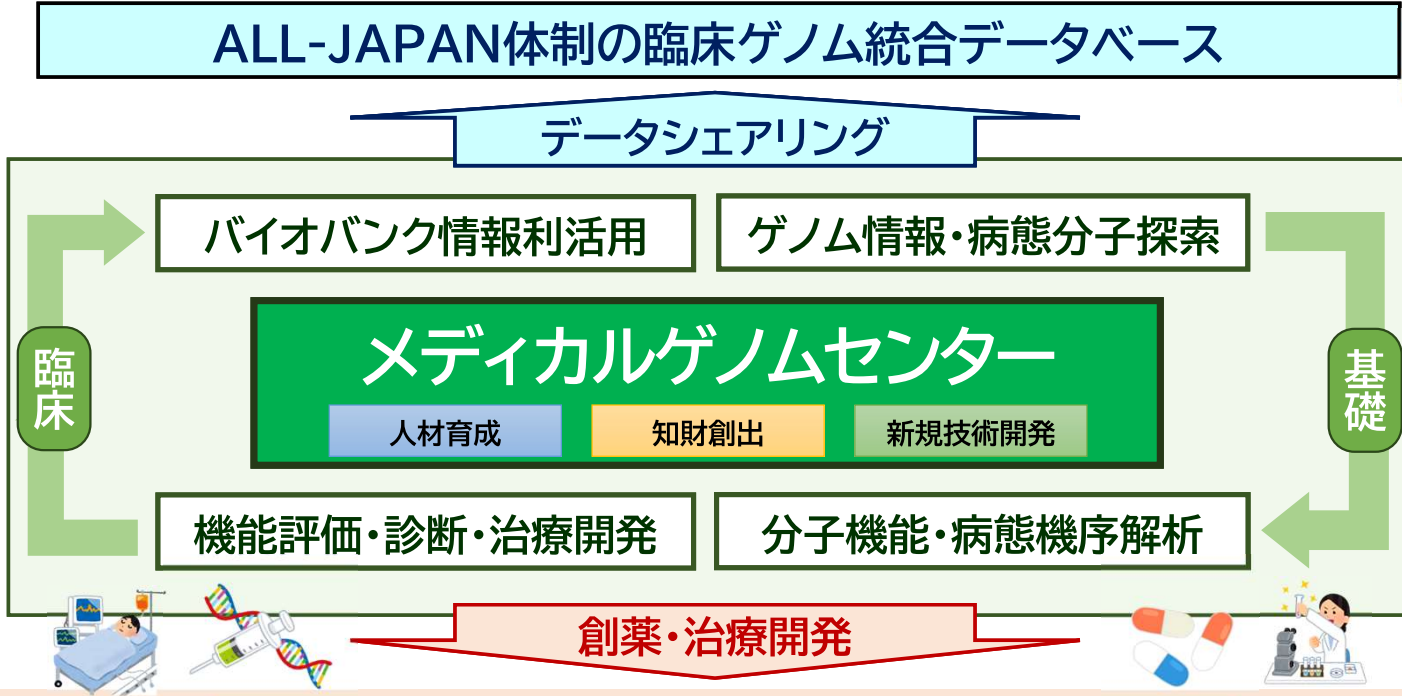 ALL-JAPAN体制の臨床ゲノム統合データベース
データシェアリング
バイオバンク情報利活用
ゲノム情報・病態分子探索
臨床
メディカルゲノムセンター
人材育成
知財創出
新規技術開発
基礎
機能評価・診断・治療開発
分子機能・病態機序解析
創薬・治療開発